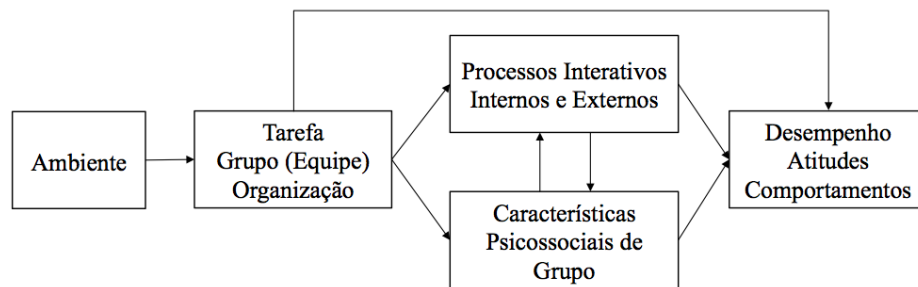 Ambiente
Tarefa
Grupo (Equipe)
Organização
Processos Interativos
Internos e Externos
Características
Psicossociais de
Grupo
Desempenho
Atitudes
Comportamentos